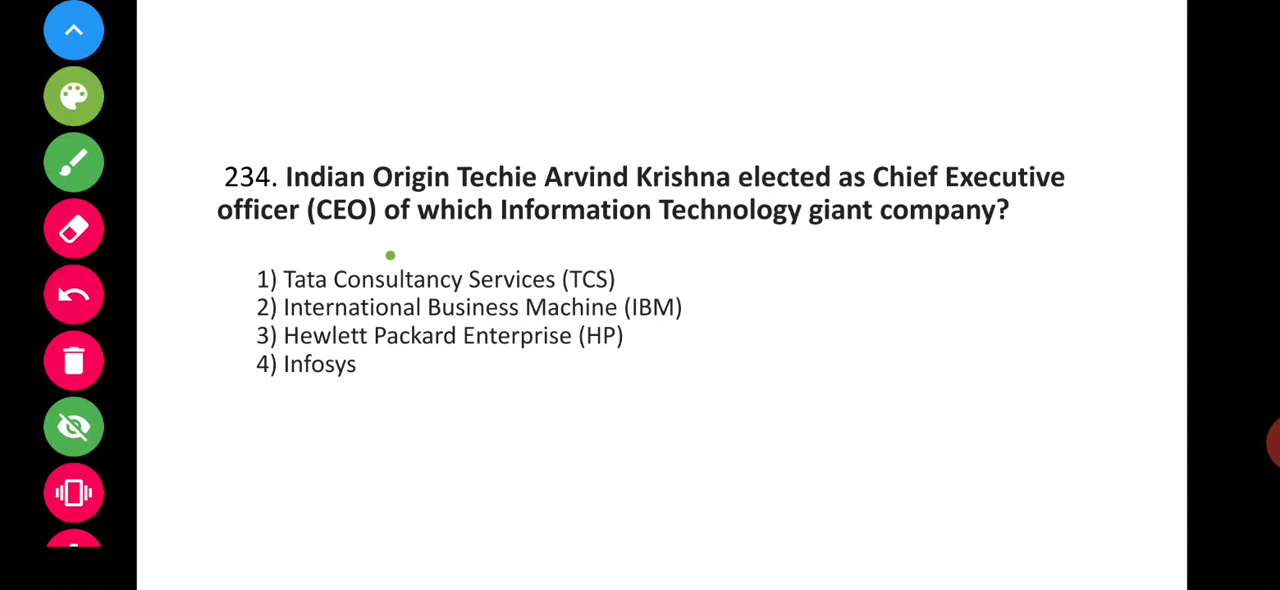 234. Indian Origin Techie Arvind Krishna elected as Chief Executive
officer (CEO) of which Information Technology giant company?
1) Tata Consultancy Services (TCS)
2) International Business Machine (IBM)
3) Hewlett Packard Enterprise (HP)
4) Infosys